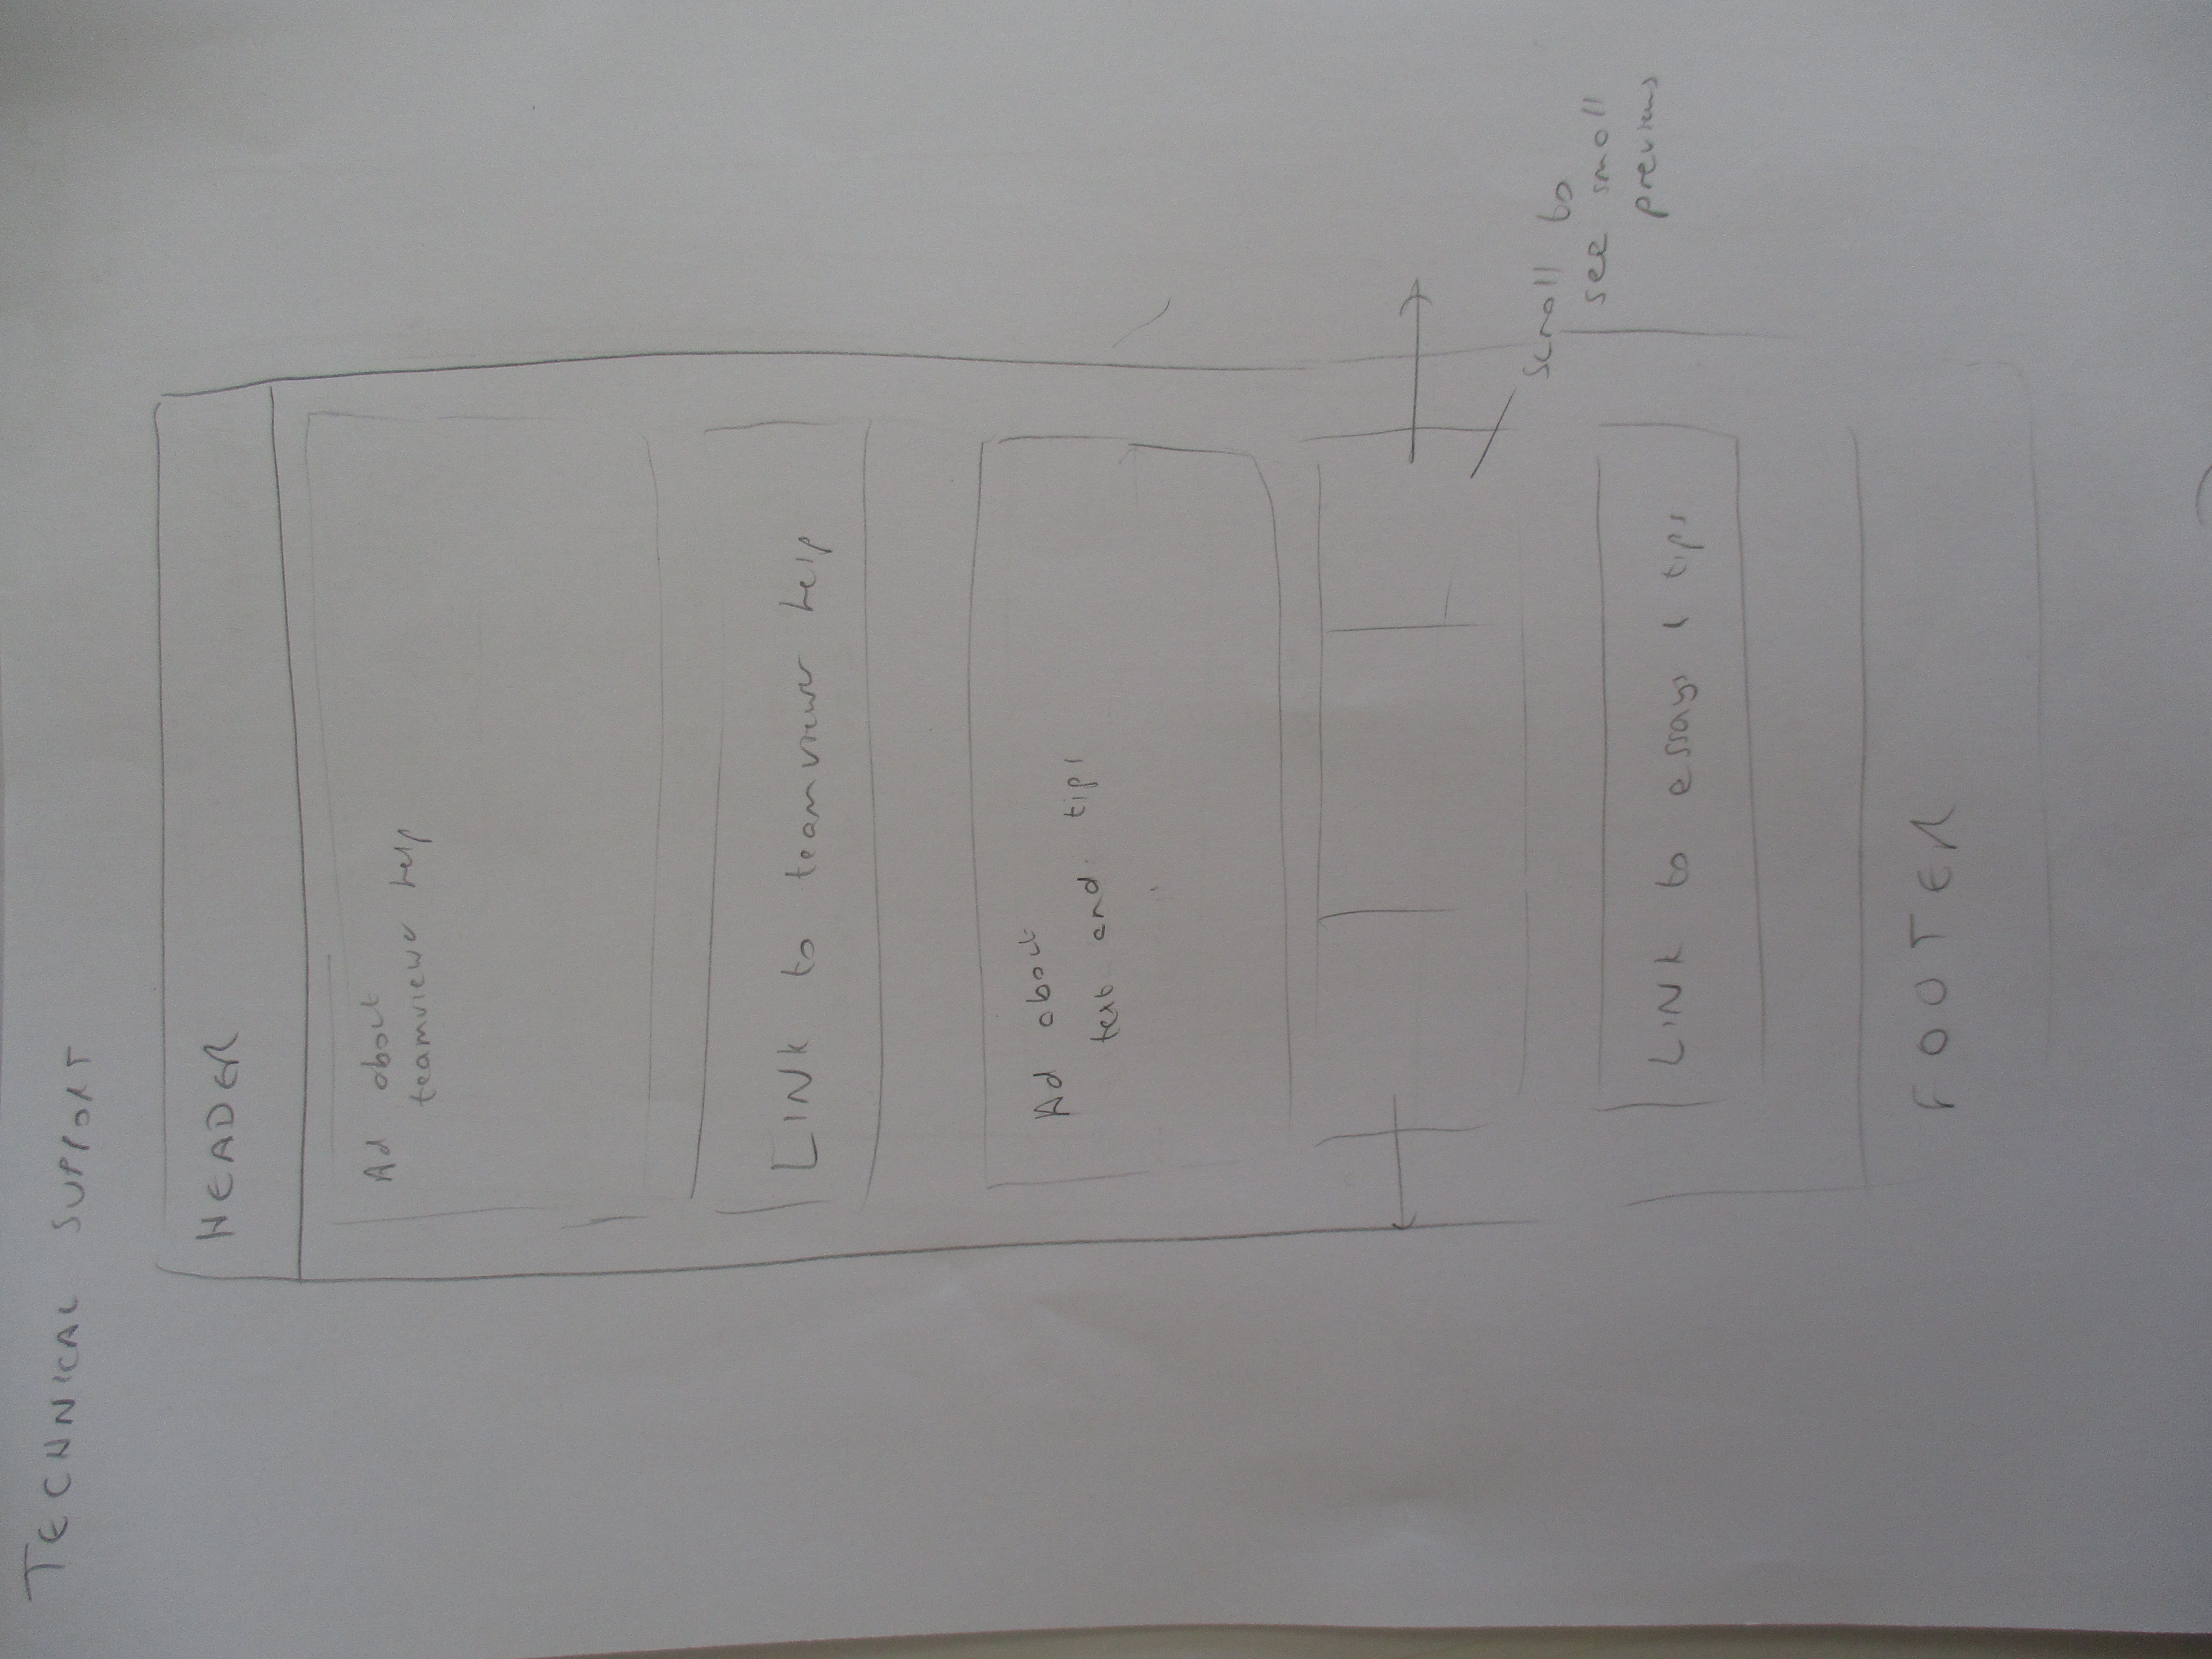 TECHNICAL SUPPORT
HEADER
Ad about
teamviewer help
LINK to teamviewer help
Ad about
text and tips
scroll to
see small
previews
LINK to essays & tips
FOOTER